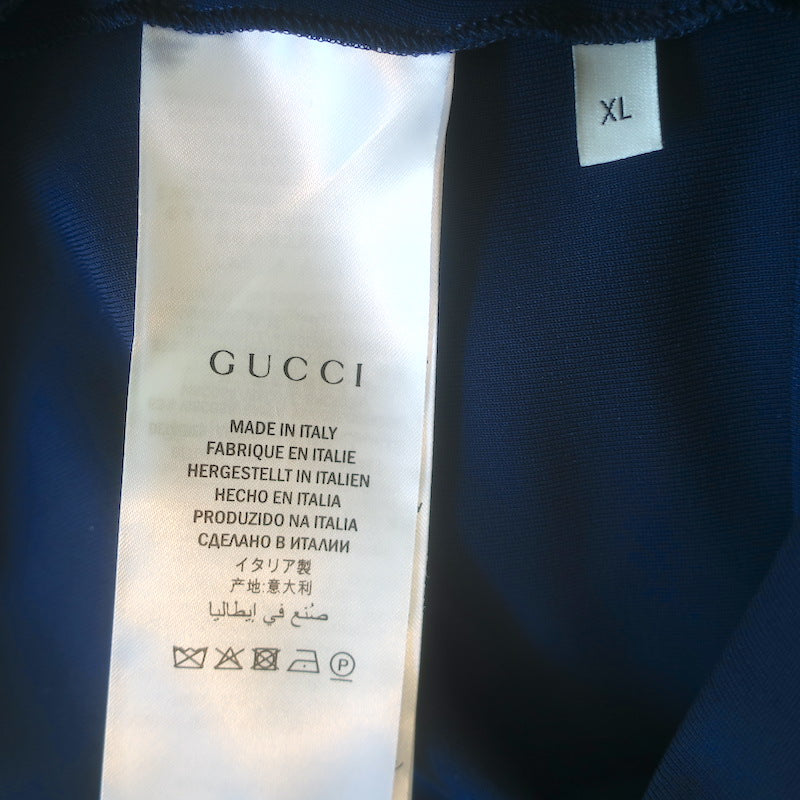 XL
GUCCI
MADE IN ITALY
FABRIQUE EN ITALIE
HERGESTELLT IN ITALIEN
HECHO EN ITALIA
PRODUZIDO NA ITALIA
СДЕЛАНО В ИТАЛИИ
イタリア製
产地:意大利
صُنع في إيطاليا
P